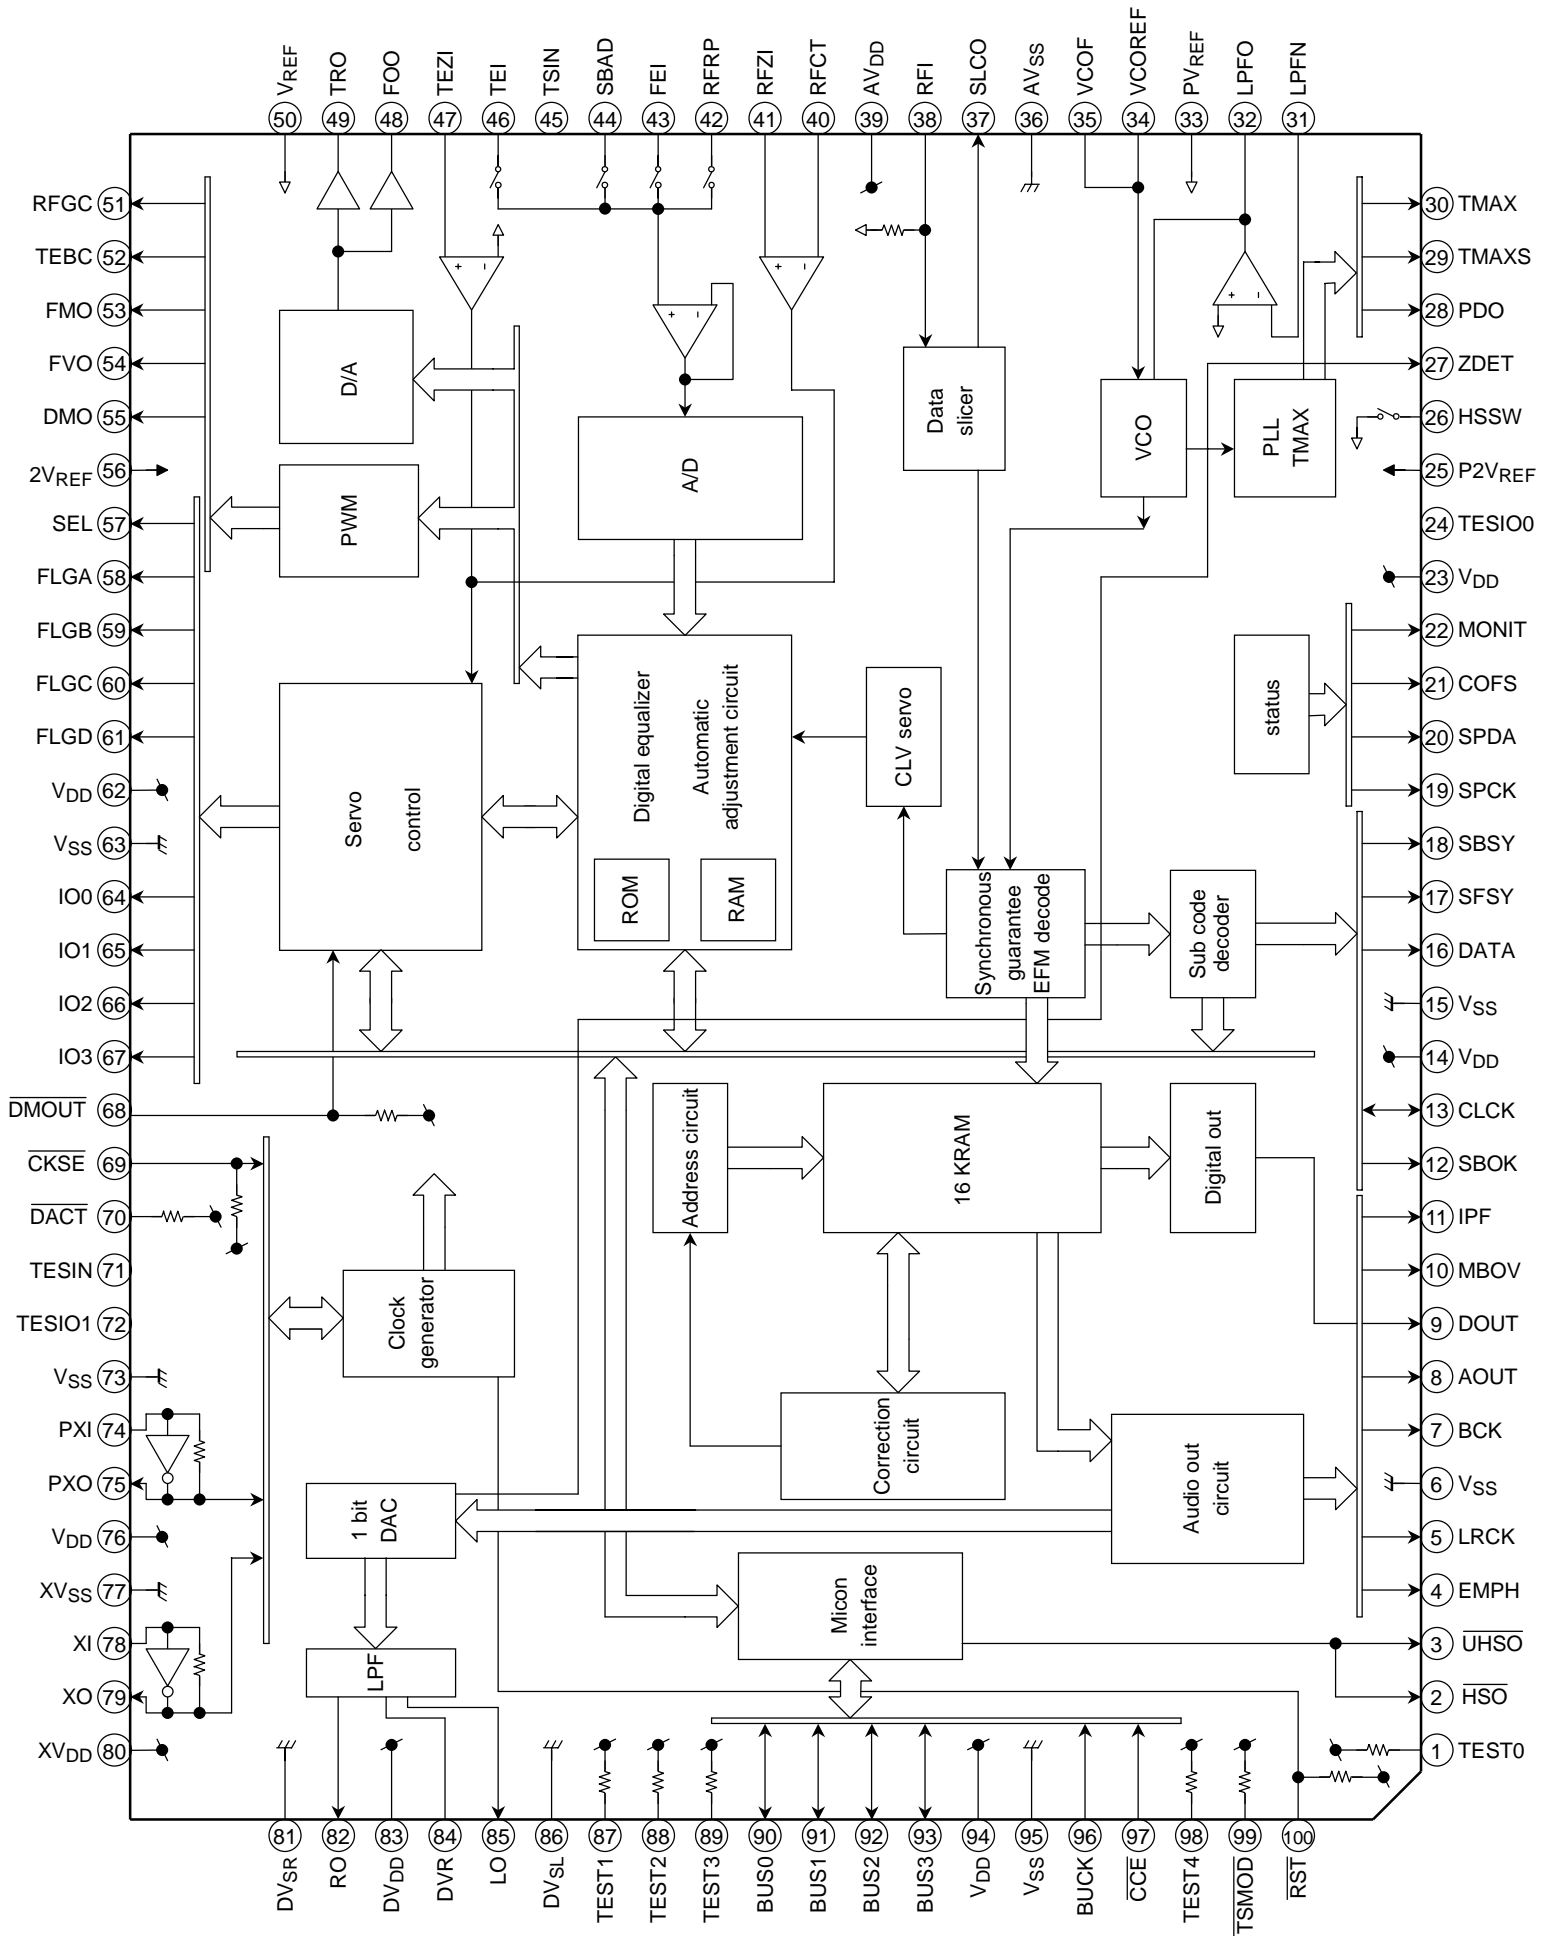 VREF 50
TRO 49
FOO 48
TEZI 47
TEI 46
TSIN 45
SBAD 44
FEI 43
RFRP 42
RFZI 41
RFCT 40
AVDD 39
RFI 38
SLCO 37
AVSS 36
VCOF 35
VCOREF 34
PVREF 33
LPFO 32
LPFN 31
RFGC 51
TEBC 52
FMO 53
FVO 54
DMO 55
2VREF 56
SEL 57
FLGA 58
FLGB 59
FLGC 60
FLGD 61
VDD 62
VSS 63
IO0 64
IO1 65
IO2 66
IO3 67
DMOUT 68
CKSE 69
DACT 70
TESIN 71
TESIO1 72
VSS 73
PXI 74
PXO 75
VDD 76
XVSS 77
XI 78
XO 79
XVDD 80
+ −
+ −
+ −
+ −
D/A
PWM
A/D
Data
slicer
VCO
PLL
TMAX
Servo
control
Digital equalizer
Automatic
adjustment circuit
ROM
RAM
CLV servo
status
Synchronous
guarantee
EFM decode
Sub code
decoder
Address circuit
16 KRAM
Digital out
Clock
generator
Correction
circuit
Audio out
circuit
1 bit
DAC
LPF
Micon
interface
30 TMAX
29 TMAXS
28 PDO
27 ZDET
26 HSSW
25 P2VREF
24 TESIO0
23 VDD
22 MONIT
21 COFS
20 SPDA
19 SPCK
18 SBSY
17 SFSY
16 DATA
15 VSS
14 VDD
13 CLCK
12 SBOK
11 IPF
10 MBOV
9 DOUT
8 AOUT
7 BCK
6 VSS
5 LRCK
4 EMPH
3 UHSO
2 HSO
1 TEST0
81 DVSR
82 RO
83 DVDD
84 DVR
85 LO
86 DVSL
87 TEST1
88 TEST2
89 TEST3
90 BUS0
91 BUS1
92 BUS2
93 BUS3
94 VDD
95 VSS
96 BUCK
97 CCE
98 TEST4
99 TSMOD
100 RST